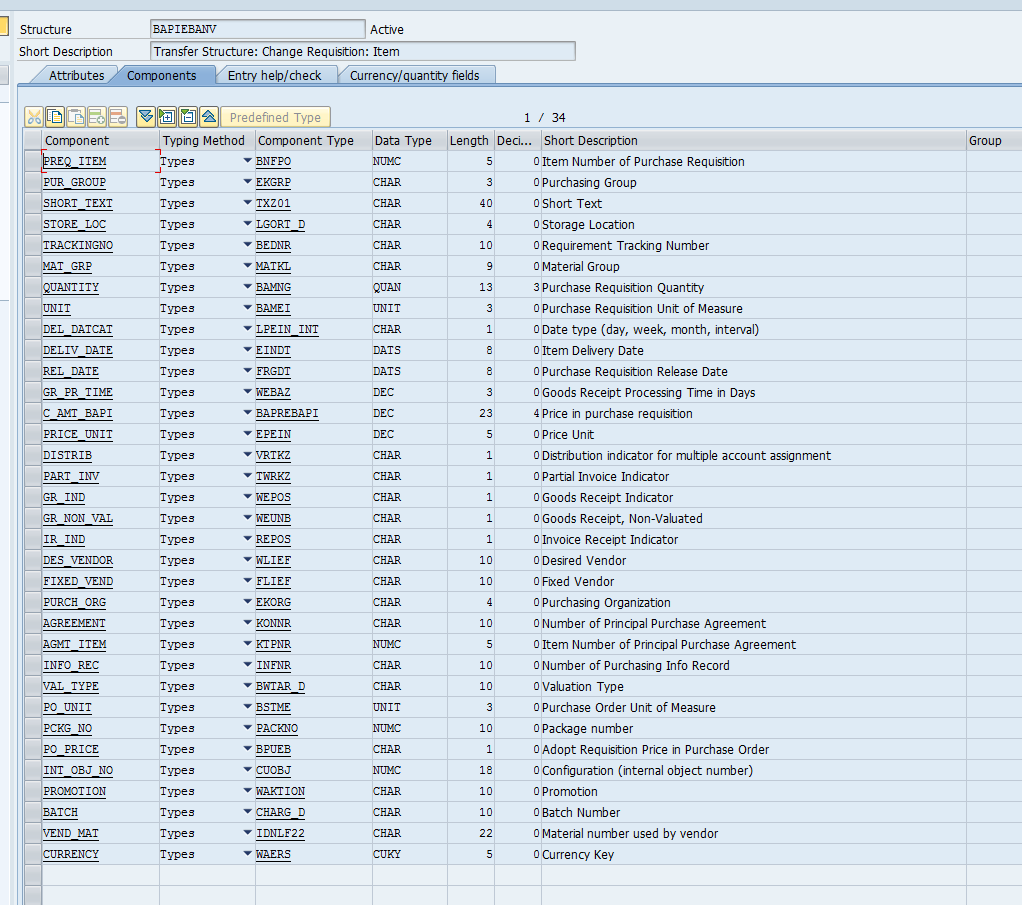 Structure BAPIEBANV Active
Short Description Transfer Structure: Change Requisition: Item
Attributes Components Entry help/check Currency/quantity fields
Predefined Type 1 / 34
Component Typing Method Component Type Data Type Length Deci... Short Description Group
PREQ_ITEM Types BNFPO NUMC 5 0 Item Number of Purchase Requisition
PUR_GROUP Types EKGRP CHAR 3 0 Purchasing Group
SHORT_TEXT Types TXZ01 CHAR 40 0 Short Text
STORE_LOC Types LGORT_D CHAR 4 0 Storage Location
TRACKINGNO Types BEDNR CHAR 10 0 Requirement Tracking Number
MAT_GRP Types MATKL CHAR 9 0 Material Group
QUANTITY Types BAMNG QUAN 13 3 Purchase Requisition Quantity
UNIT Types BAMEI UNIT 3 0 Purchase Requisition Unit of Measure
DEL_DATCAT Types LPEIN_INT CHAR 1 0 Date type (day, week, month, interval)
DELIV_DATE Types EINDT DATS 8 0 Item Delivery Date
REL_DATE Types FRGDT DATS 8 0 Purchase Requisition Release Date
GR_PR_TIME Types WEBAZ DEC 3 0 Goods Receipt Processing Time in Days
C_AMT_BAPI Types BAPREBAPI DEC 23 4 Price in purchase requisition
PRICE_UNIT Types EPEIN DEC 5 0 Price Unit
DISTRIB Types VRTKZ CHAR 1 0 Distribution indicator for multiple account assignment
PART_INV Types TWRKZ CHAR 1 0 Partial Invoice Indicator
GR_IND Types WEPOS CHAR 1 0 Goods Receipt Indicator
GR_NON_VAL Types WEUNB CHAR 1 0 Goods Receipt, Non-Valuated
IR_IND Types REPOS CHAR 1 0 Invoice Receipt Indicator
DES_VENDOR Types WLIEF CHAR 10 0 Desired Vendor
FIXED_VEND Types FLIEF CHAR 10 0 Fixed Vendor
PURCH_ORG Types EKORG CHAR 4 0 Purchasing Organization
AGREEMENT Types KONNR CHAR 10 0 Number of Principal Purchase Agreement
AGMT_ITEM Types KTPNR NUMC 5 0 Item Number of Principal Purchase Agreement
INFO_REC Types INFNR CHAR 10 0 Number of Purchasing Info Record
VAL_TYPE Types BWTAR_D CHAR 10 0 Valuation Type
PO_UNIT Types BSTME UNIT 3 0 Purchase Order Unit of Measure
PCKG_NO Types PACKNO NUMC 10 0 Package number
PO_PRICE Types BPUEB CHAR 1 0 Adopt Requisition Price in Purchase Order
INT_OBJ_NO Types CUOBJ NUMC 18 0 Configuration (internal object number)
PROMOTION Types WAKTION CHAR 10 0 Promotion
BATCH Types CHARG_D CHAR 10 0 Batch Number
VEND_MAT Types IDNLF22 CHAR 22 0 Material number used by vendor
CURRENCY Types WAERS CUKY 5 0 Currency Key